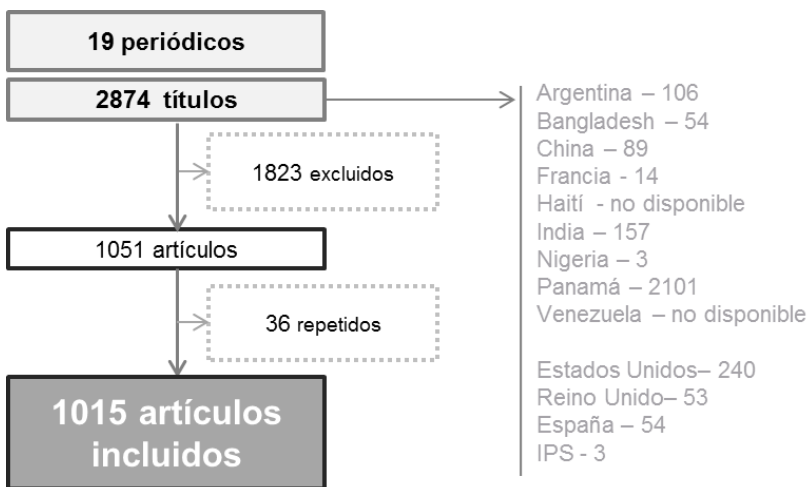 19 periódicos
2874 títulos
1823 excluidos
1051 artículos
36 repetidos
1015 artículos
incluidos
Argentina – 106
Bangladesh – 54
China – 89
Francia - 14
Haití - no disponible
India – 157
Nigeria – 3
Panamá – 2101
Venezuela – no disponible
Estados Unidos– 240
Reino Unido– 53
España – 54
IPS - 3